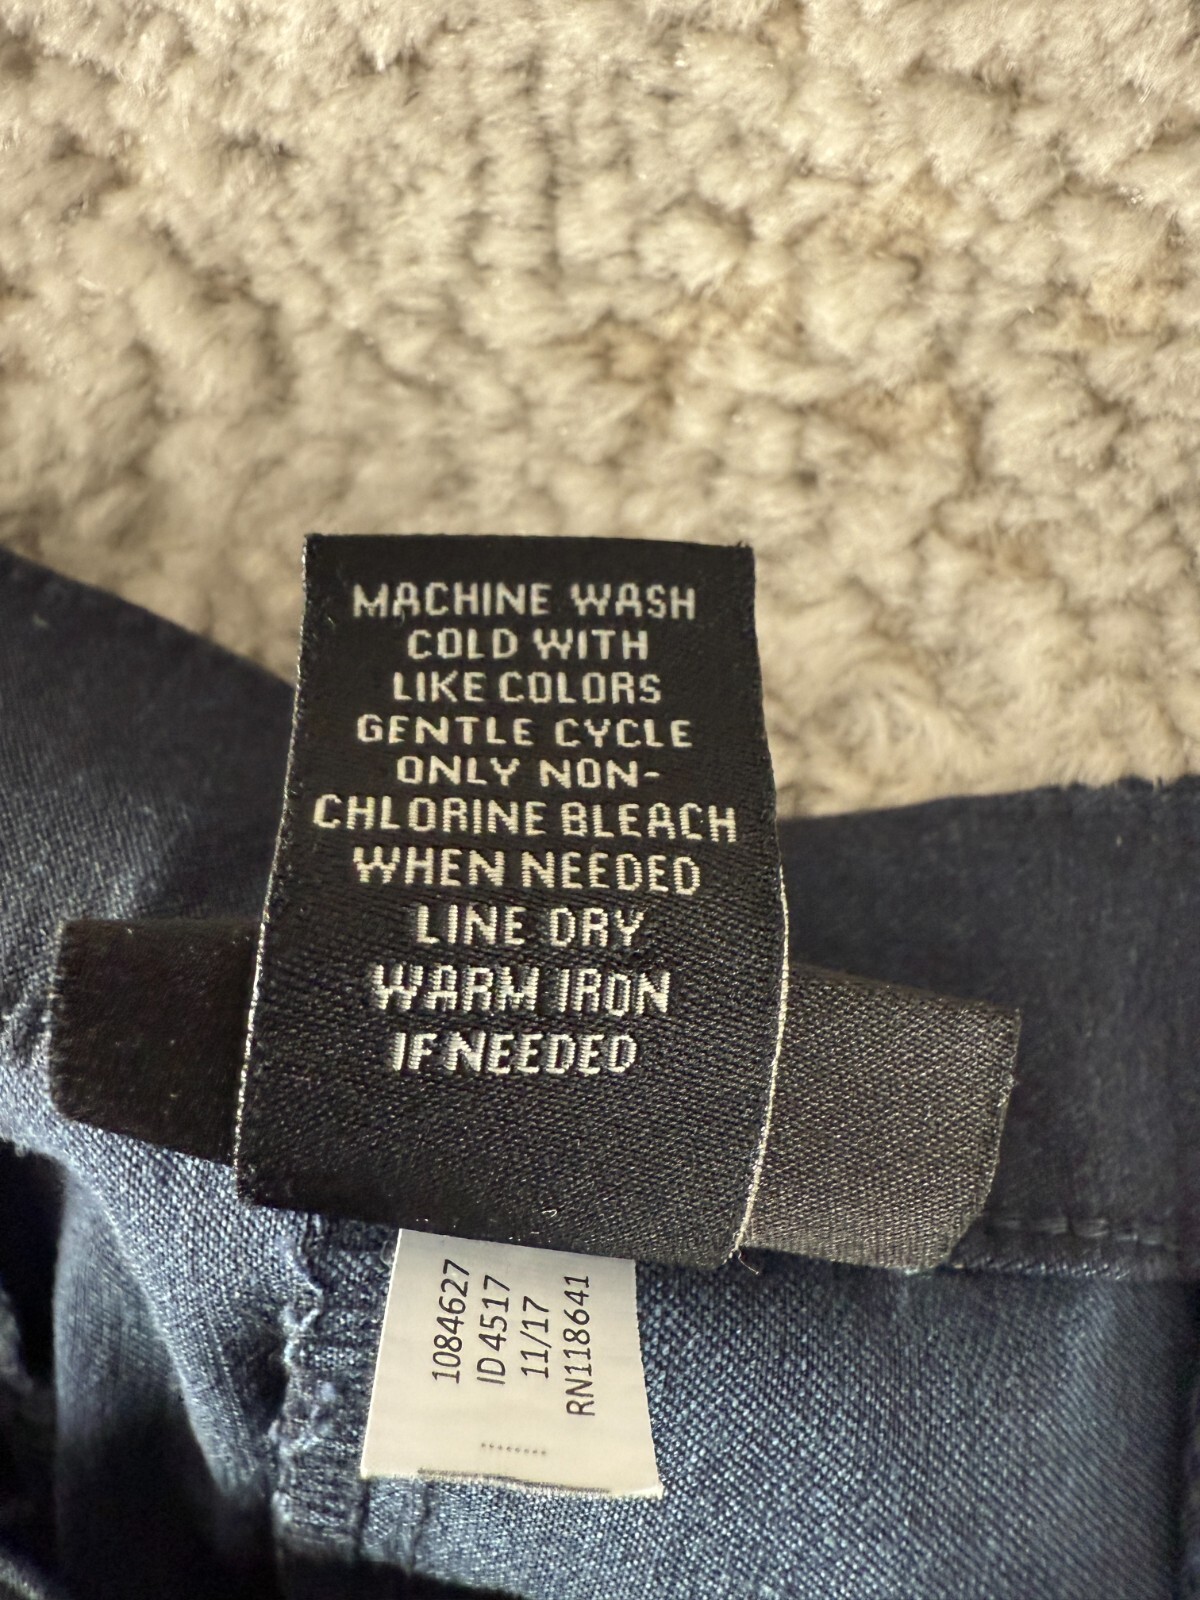 MACHINE WASH
COLD WITH
LIKE COLORS
GENTLE CYCLE
ONLY NON-
CHLORINE BLEACH
WHEN NEEDED
LINE DRY
WARM IRON
IF NEEDED
1084627
ID 4517
11/17
RN118641